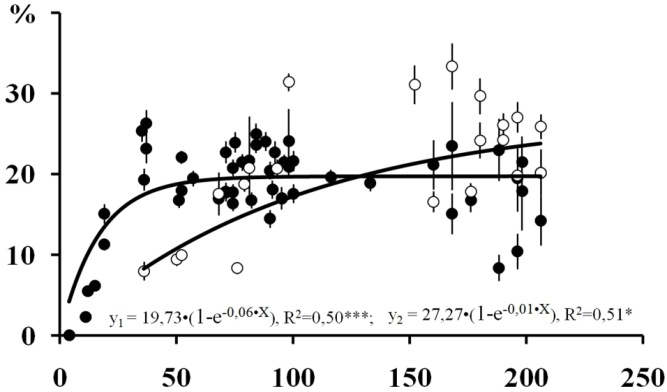 %
30
20
10
y₁ = 19,73•(1-e⁻⁰,⁰⁶•ˣ), R²=0,50***; y₂ = 27,27•(1-e⁻⁰,⁰¹•ˣ), R²=0,51*
0
0 50 100 150 200 250